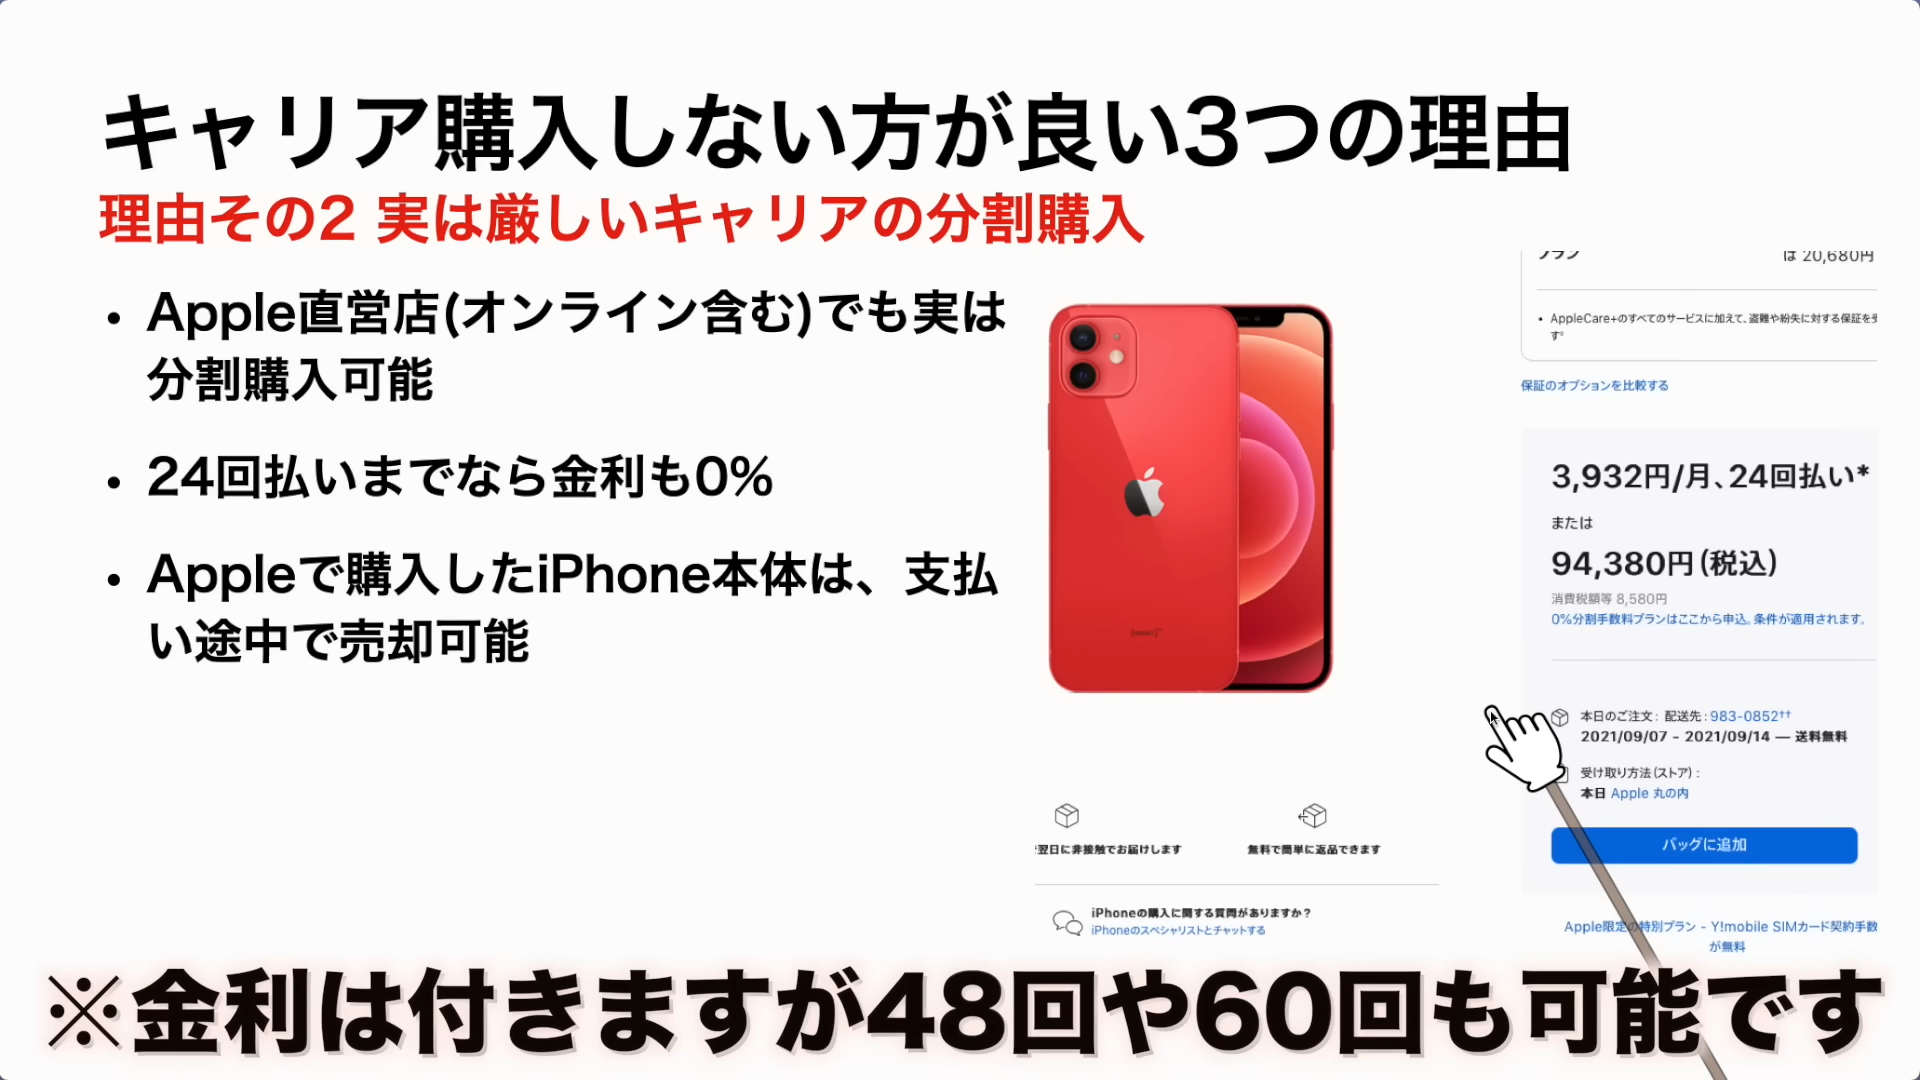 キャリア購入しない方が良い3つの理由
理由その2 実は厳しいキャリアの分割購入
• Apple直営店(オンライン含む)でも実は
分割購入可能
• 24回払いまでなら金利も0%
• Appleで購入したiPhone本体は、支払
い途中で売却可能
翌日に非接触でお届けします
無料で簡単に返品できます
iPhoneの購入に関する質問がありますか?
iPhoneのスペシャリストとチャットする
プラン
は 20,680円
• AppleCare+のすべてのサービスに加えて、盗難や紛失に対する保証を受
す
保証のオプションを比較する
3,932円/月、24回払い*
または
94,380円(税込)
消費税額等 8,580円
0%分割手数料プランはここから申込。条件が適用されます。
本日のご注文: 配送先: 983-0852††
2021/09/07 - 2021/09/14 — 送料無料
受け取り方法(ストア):
本日 Apple 丸の内
バッグに追加
Apple限定の特別プラン - Y!mobile SIMカード契約手数
が無料
※金利は付きますが48回や60回も可能です